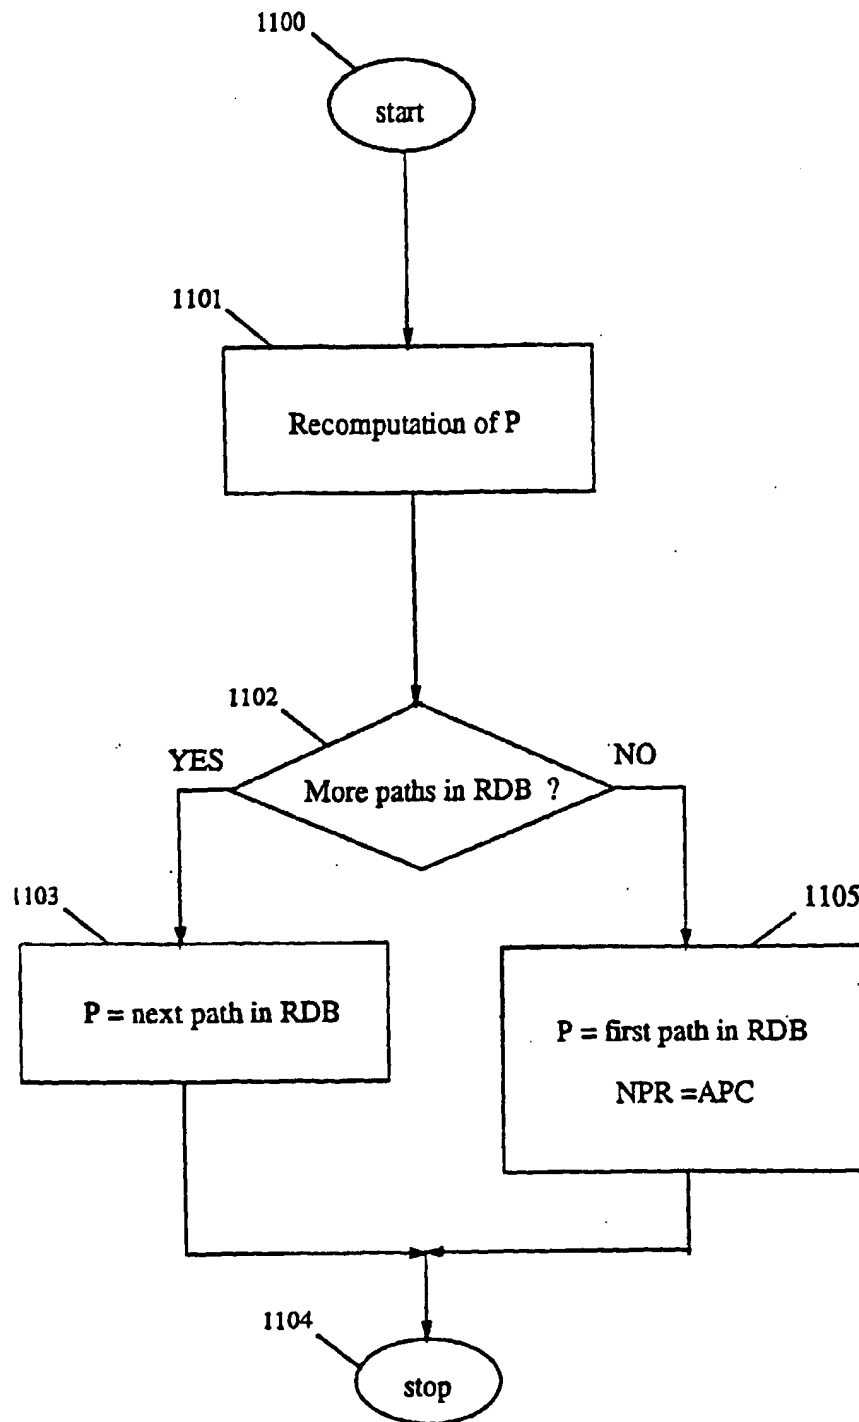 1100
start
1101
Recomputation of P
1102
YES
NO
More paths in RDB ?
1103
1105
P = next path in RDB
P = first path in RDB
NPR =APC
1104
stop